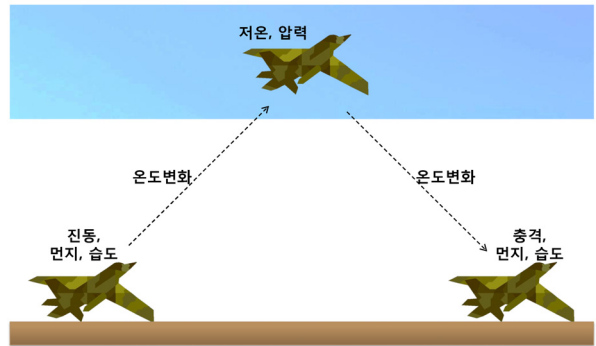 저온, 압력
온도변화
온도변화
진동,
먼지, 습도
충격,
먼지, 습도